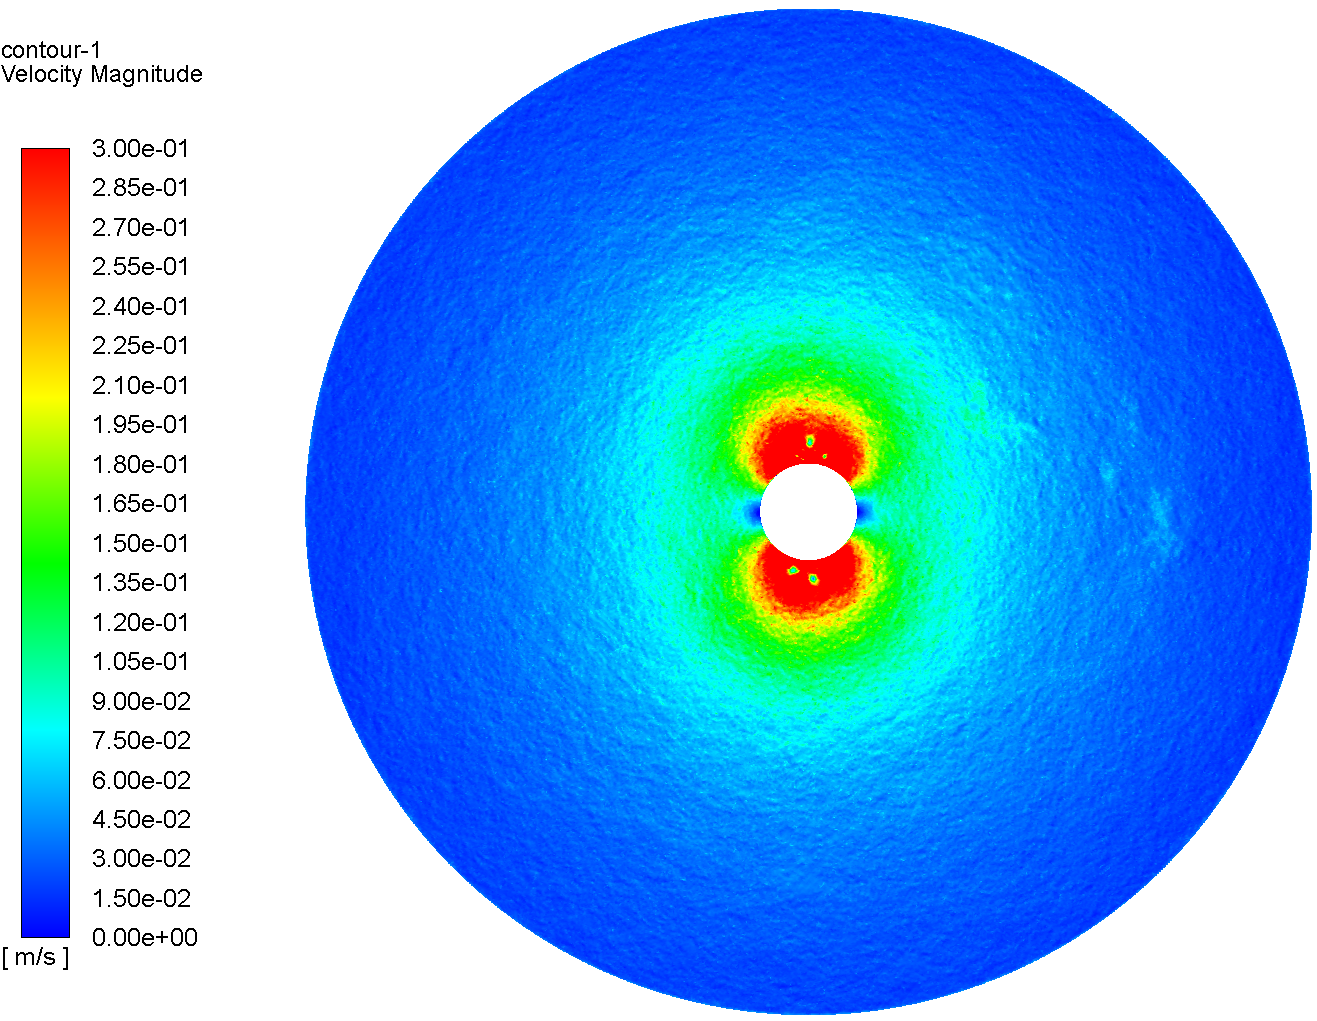 contour-1
Velocity Magnitude
3.00e-01
2.85e-01
2.70e-01
2.55e-01
2.40e-01
2.25e-01
2.10e-01
1.95e-01
1.80e-01
1.65e-01
1.50e-01
1.35e-01
1.20e-01
1.05e-01
9.00e-02
7.50e-02
6.00e-02
4.50e-02
3.00e-02
1.50e-02
0.00e+00
[ m/s ]